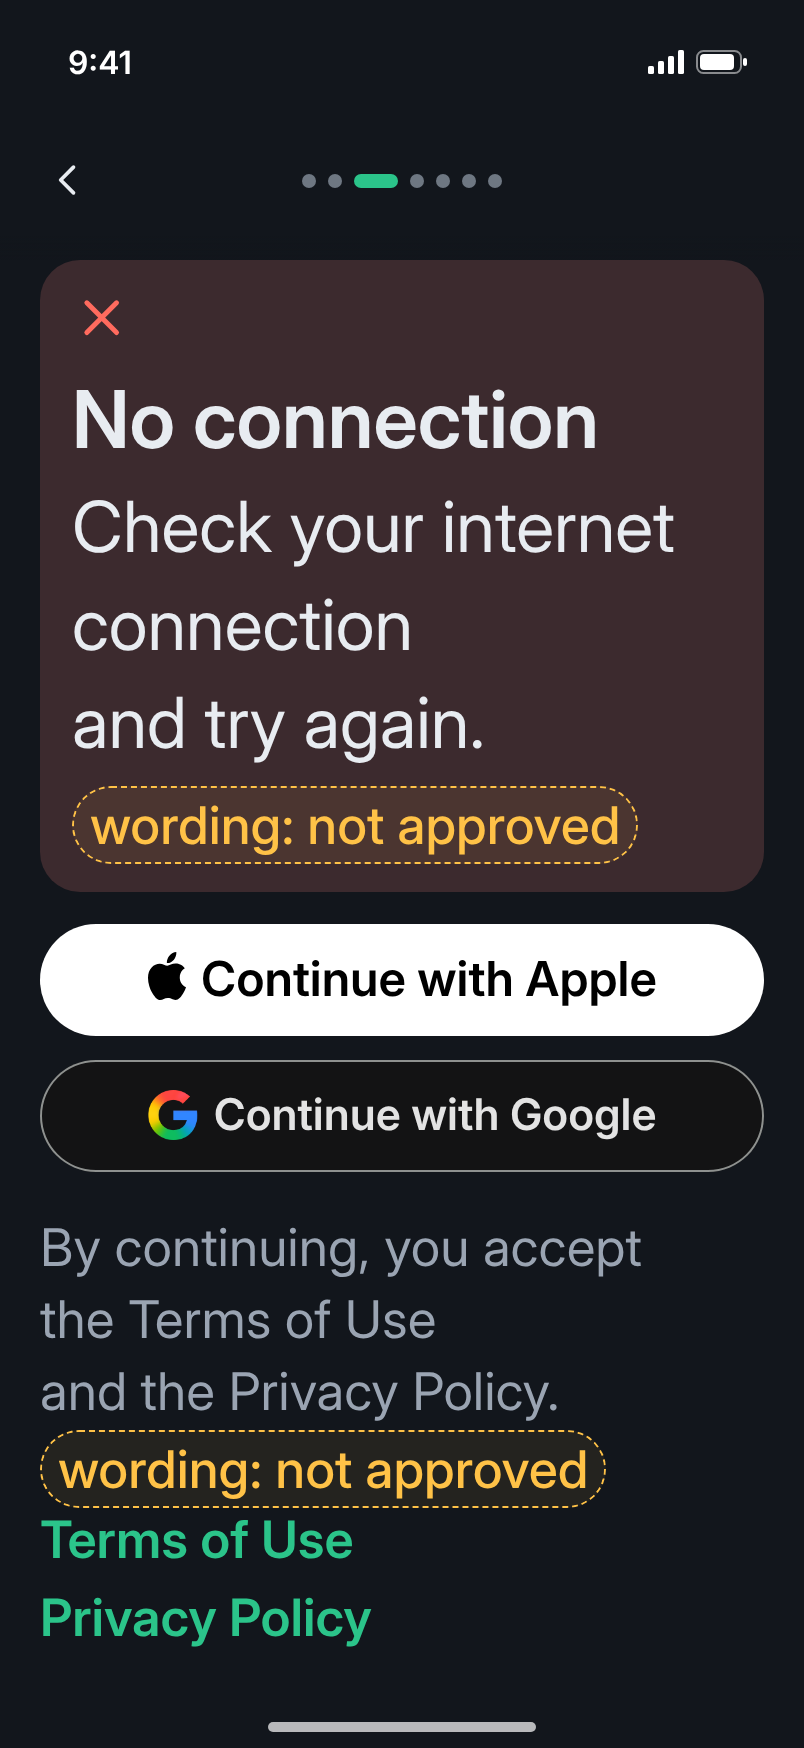 9:41
No connection
Check your internet
connection
and try again.
wording: not approved
Continue with Apple
Continue with Google
By continuing, you accept
the Terms of Use
and the Privacy Policy.
wording: not approved
Terms of Use
Privacy Policy